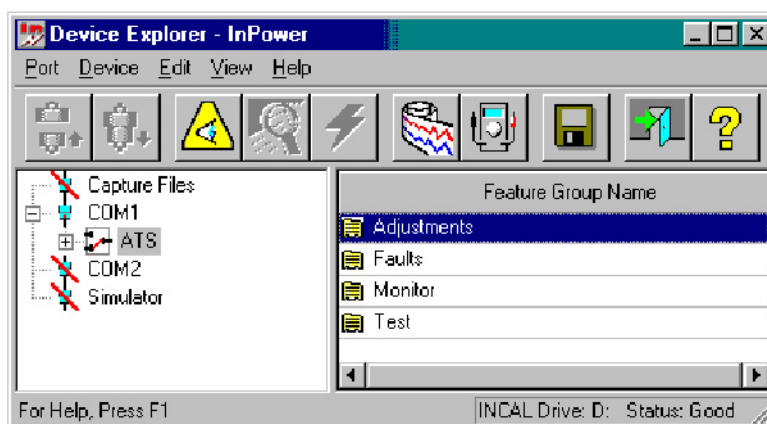 Device Explorer - InPower
Port Device Edit View Help
Capture Files
COM1
ATS
COM2
Simulator
Feature Group Name
Adjustments
Faults
Monitor
Test
For Help, Press F1
INCAL Drive: D: Status: Good